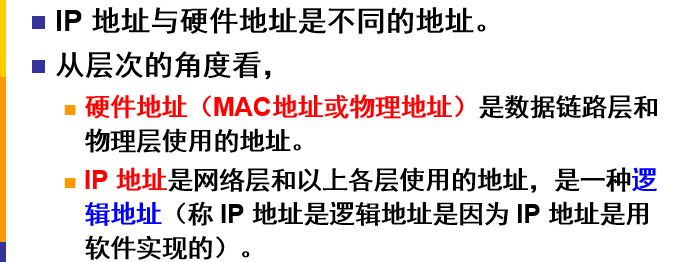 IP 地址与硬件地址是不同的地址。
从层次的角度看，
硬件地址（MAC地址或物理地址）是数据链路层和
物理层使用的地址。
IP 地址是网络层和以上各层使用的地址，是一种逻
辑地址（称 IP 地址是逻辑地址是因为 IP 地址是用
软件实现的）。